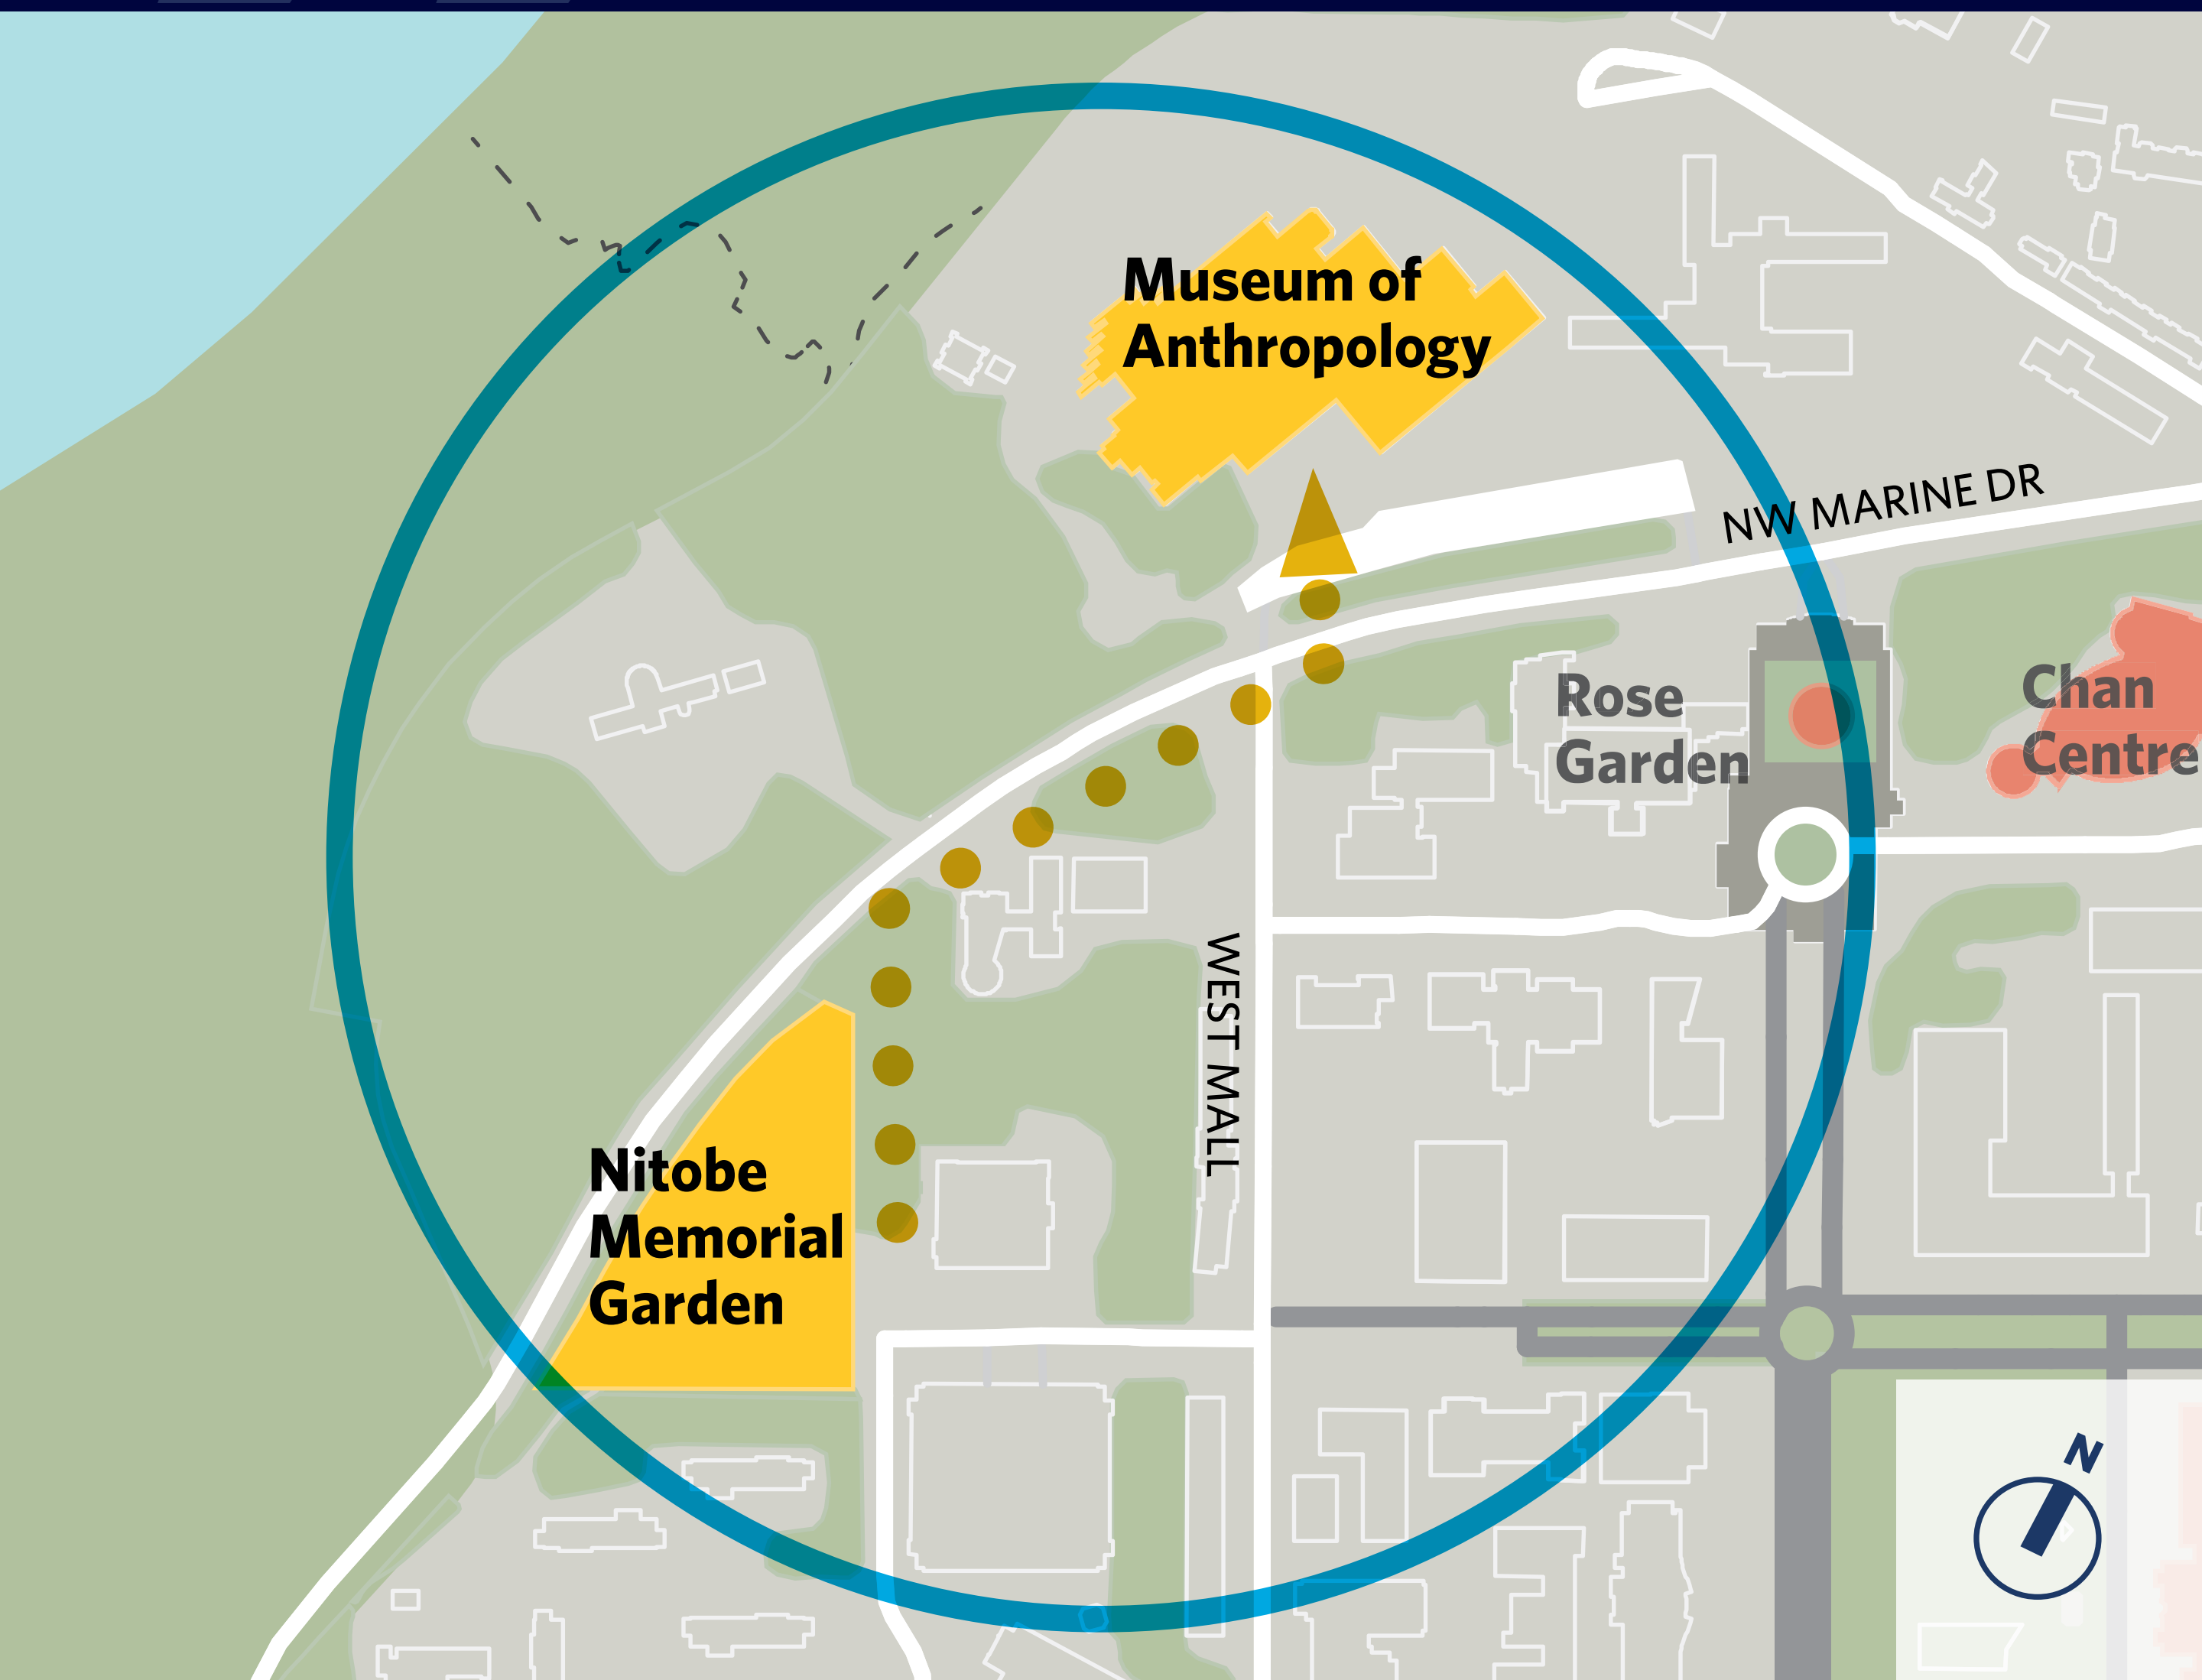 Museum of
Anthropology
NW MARINE DR
Rose
Garden
Chan
Centre
WEST MALL
Nitobe
Memorial
Garden
N